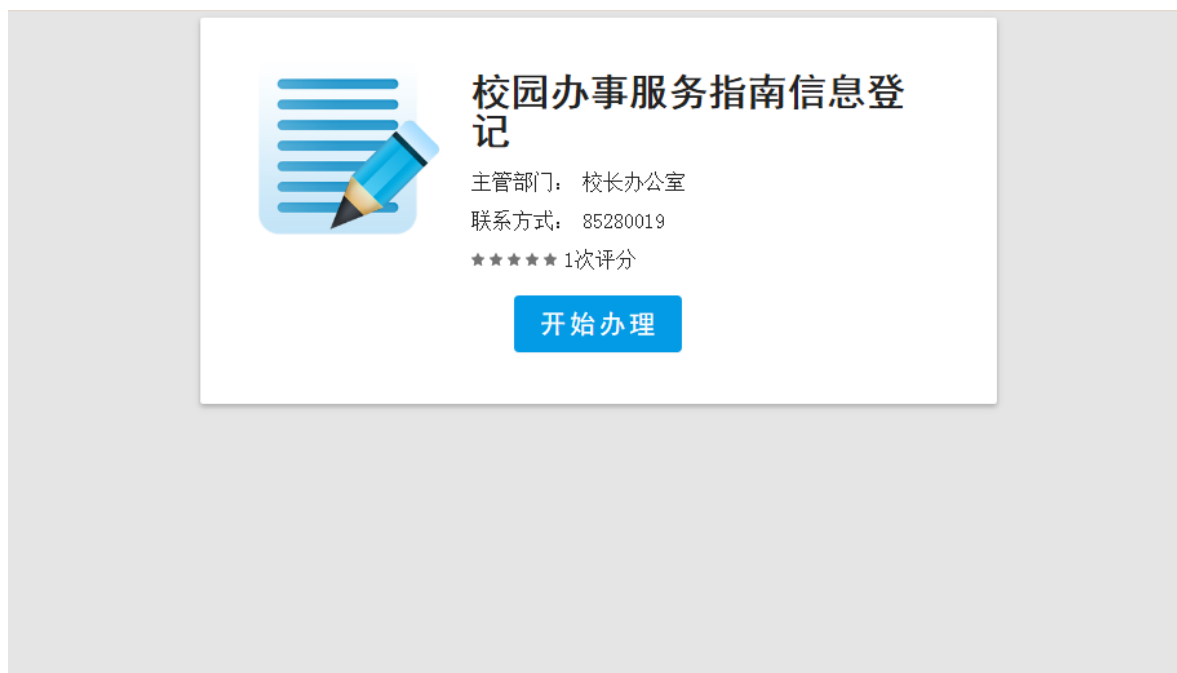 校园办事服务指南信息登
记
主管部门： 校长办公室
联系方式： 85280019
★★★★★ 1次评分
开始办理